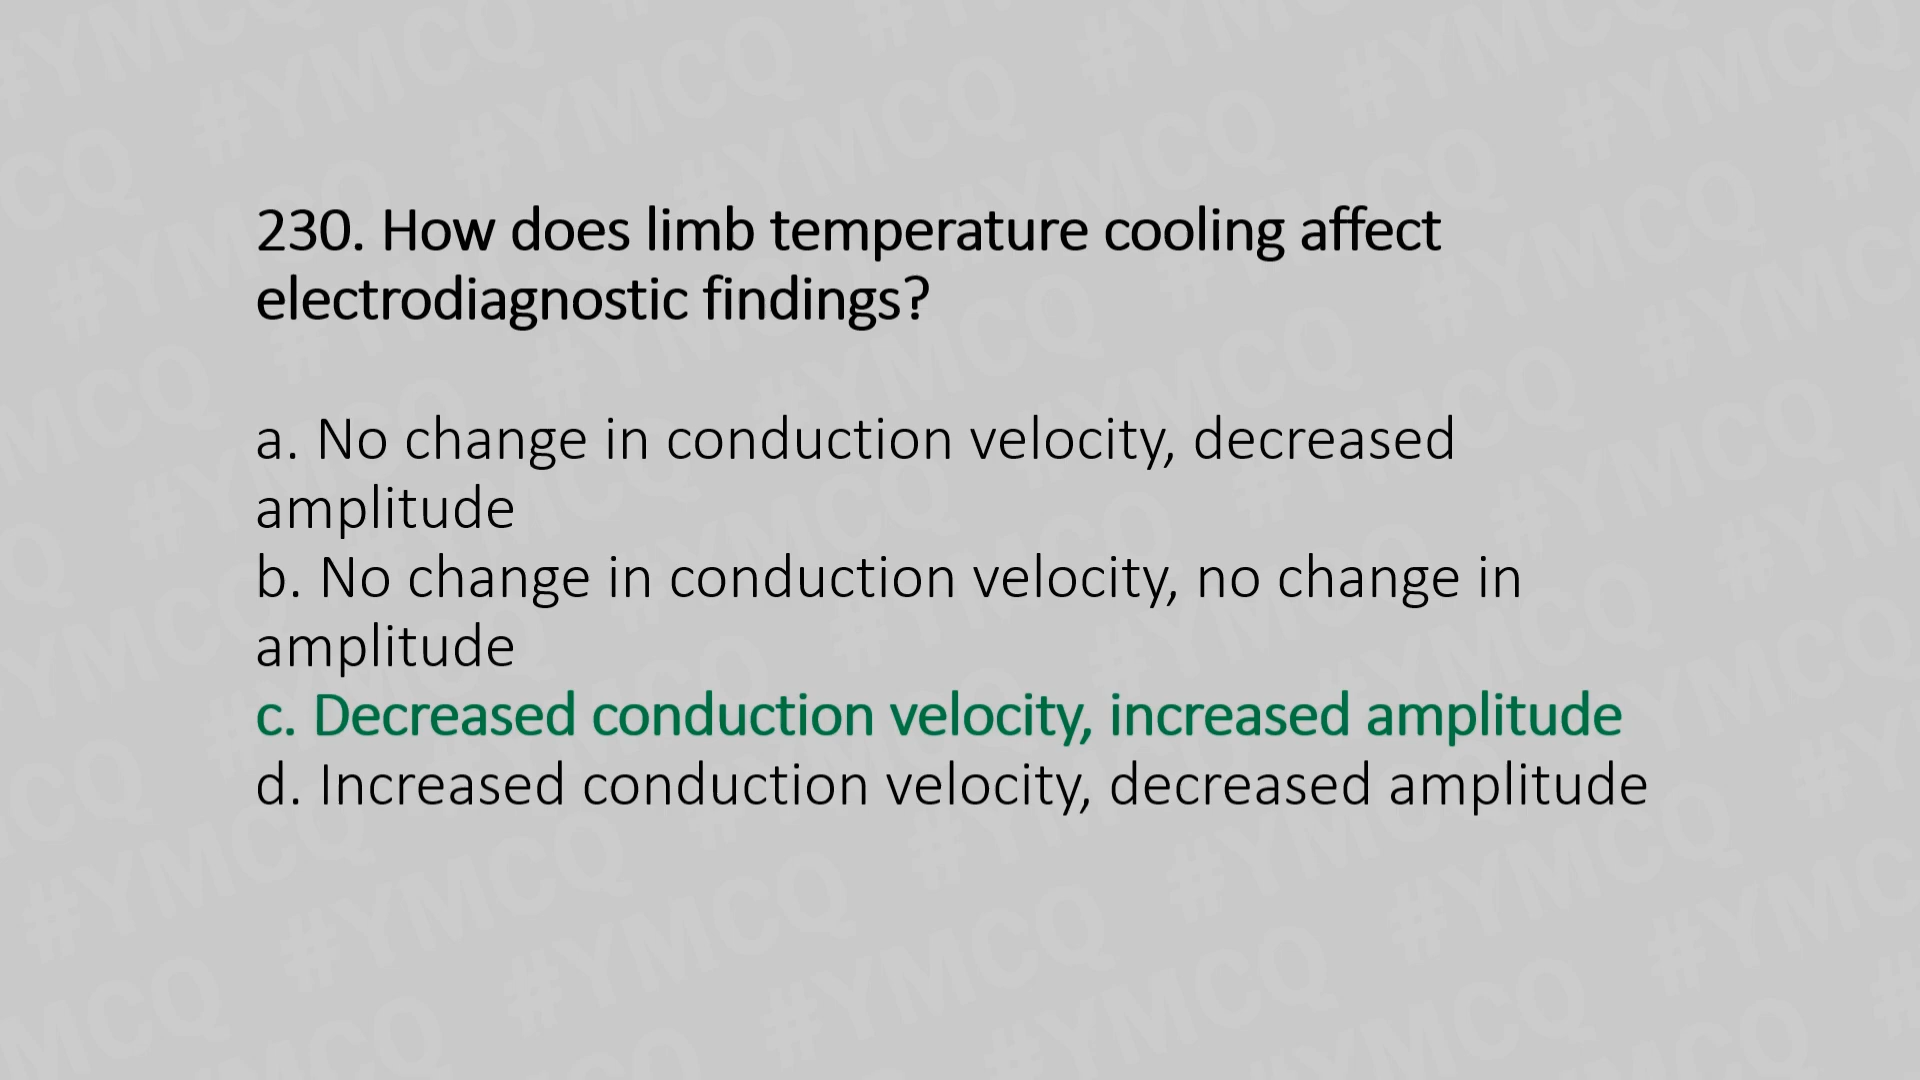 230. How does limb temperature cooling affect
electrodiagnostic findings?
a. No change in conduction velocity, decreased
amplitude
b. No change in conduction velocity, no change in
amplitude
c. Decreased conduction velocity, increased amplitude
d. Increased conduction velocity, decreased amplitude
#YMCQ